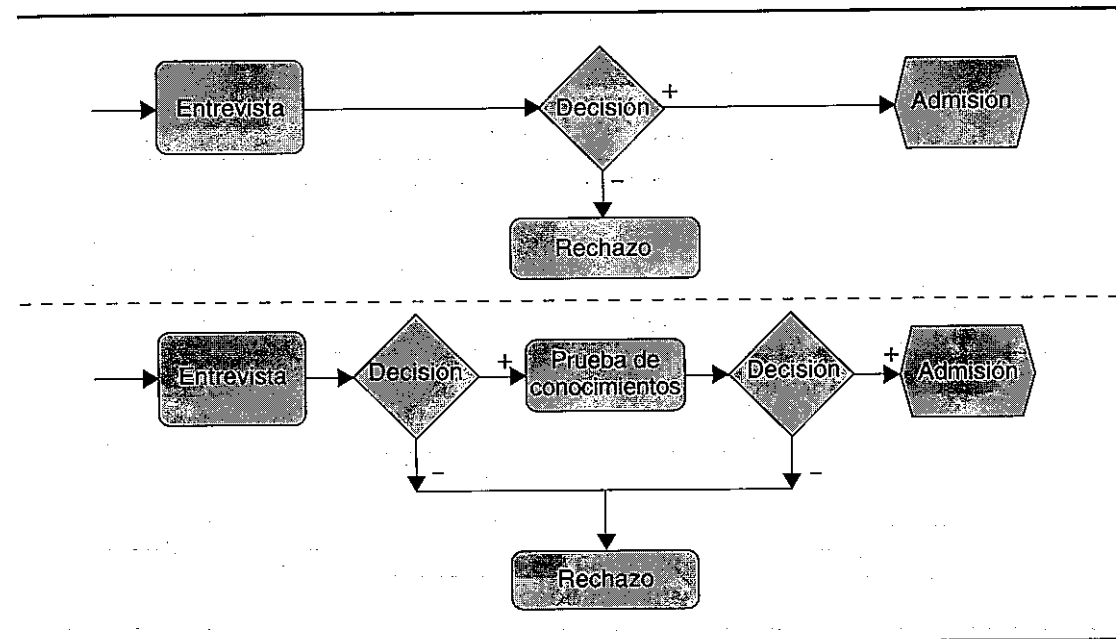 Entrevista
Decisión
+
Admisión
−
Rechazo
Entrevista
Decisión
+
Prueba de
conocimientos
Decisión
+
Admisión
−
−
Rechazo